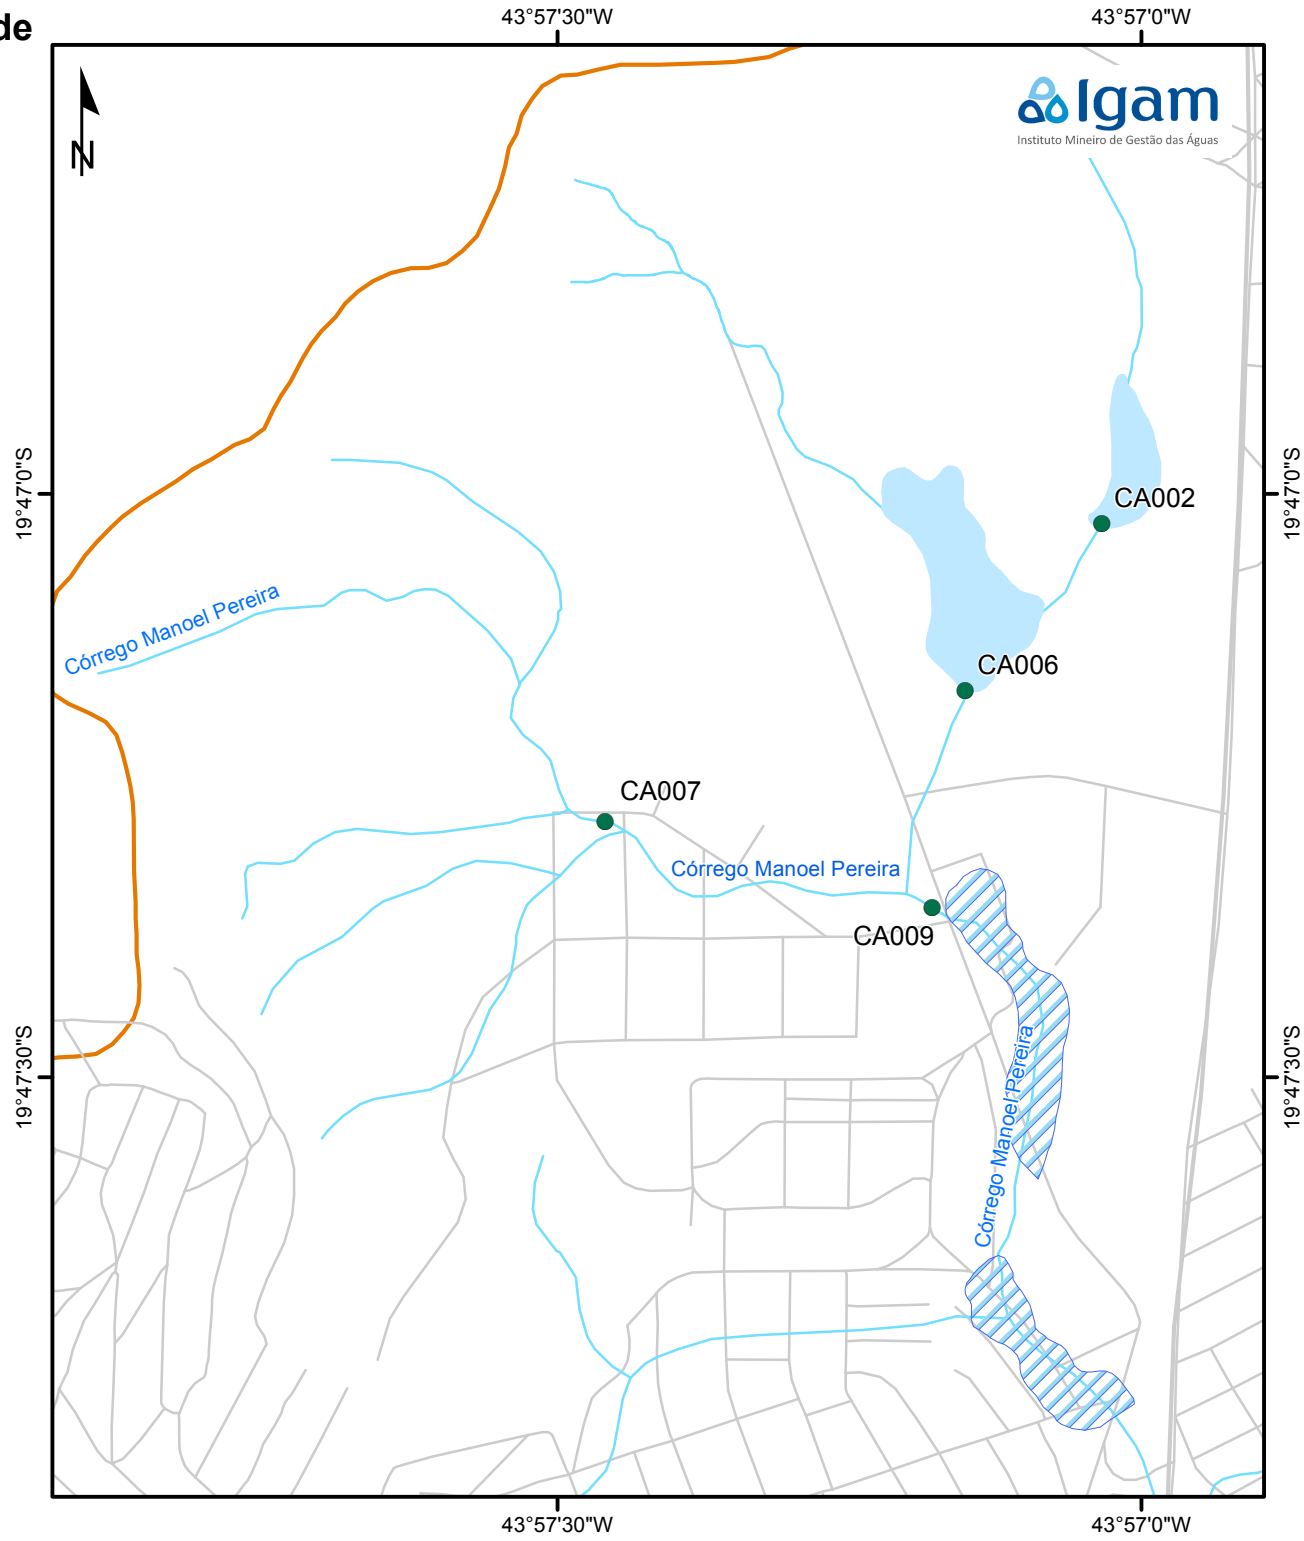 de
43°57'30"W
43°57'0"W
N
Igam
Instituto Mineiro de Gestão das Águas
19°47'0"S
19°47'0"S
CA002
Córrego Manoel Pereira
CA006
CA007
Córrego Manoel Pereira
CA009
19°47'30"S
19°47'30"S
Córrego Manoel Pereira
43°57'30"W
43°57'0"W